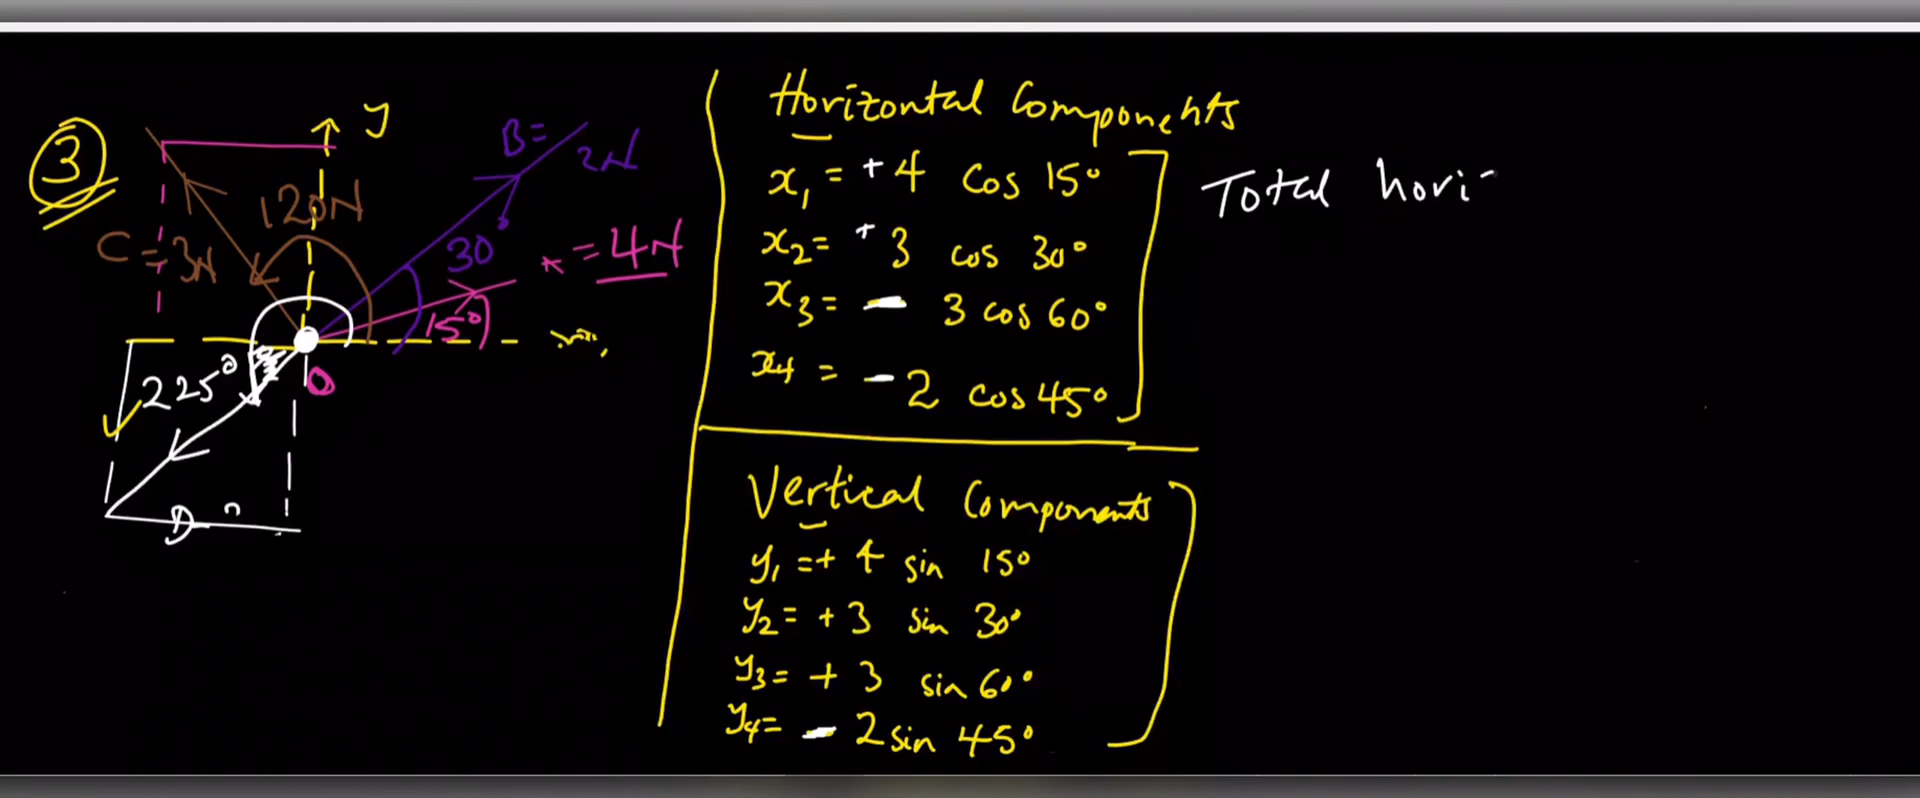 3
y
B=
2N
120N
C=3N
30°
= 4N
15°
225°
O
D
Horizontal Components
x₁ = + 4 cos 15°
x₂ = + 3 cos 30°
x₃ = - 3 cos 60°
x₄ = - 2 cos 45°
Total hori
Vertical Components
y₁ = + 4 sin 15°
y₂ = + 3 sin 30°
y₃ = + 3 sin 60°
y₄ = - 2 sin 45°